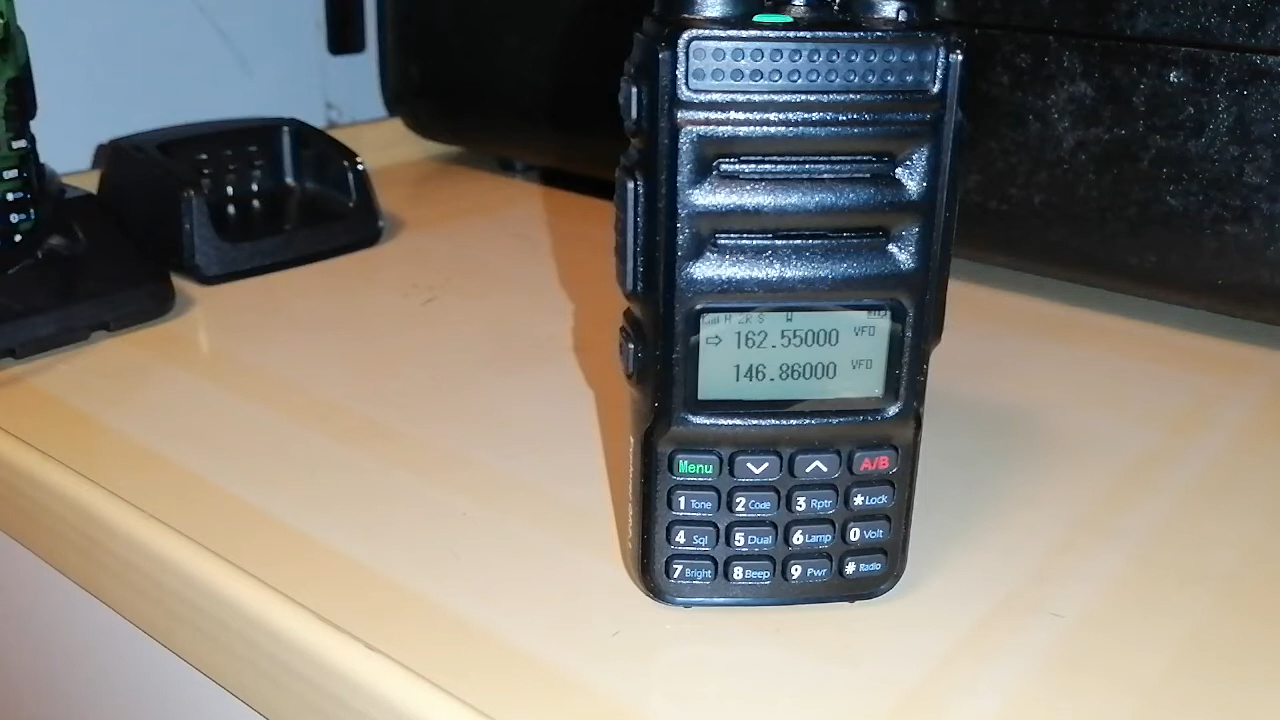 162.55000 VFO
146.86000 VFO
Menu A/B
1 Tone 2 Code 3 Rptr *Lock
4 Sql 5 Dual 6 Lamp 0 Volt
7 Bright 8 Beep 9 Pwr # Radio